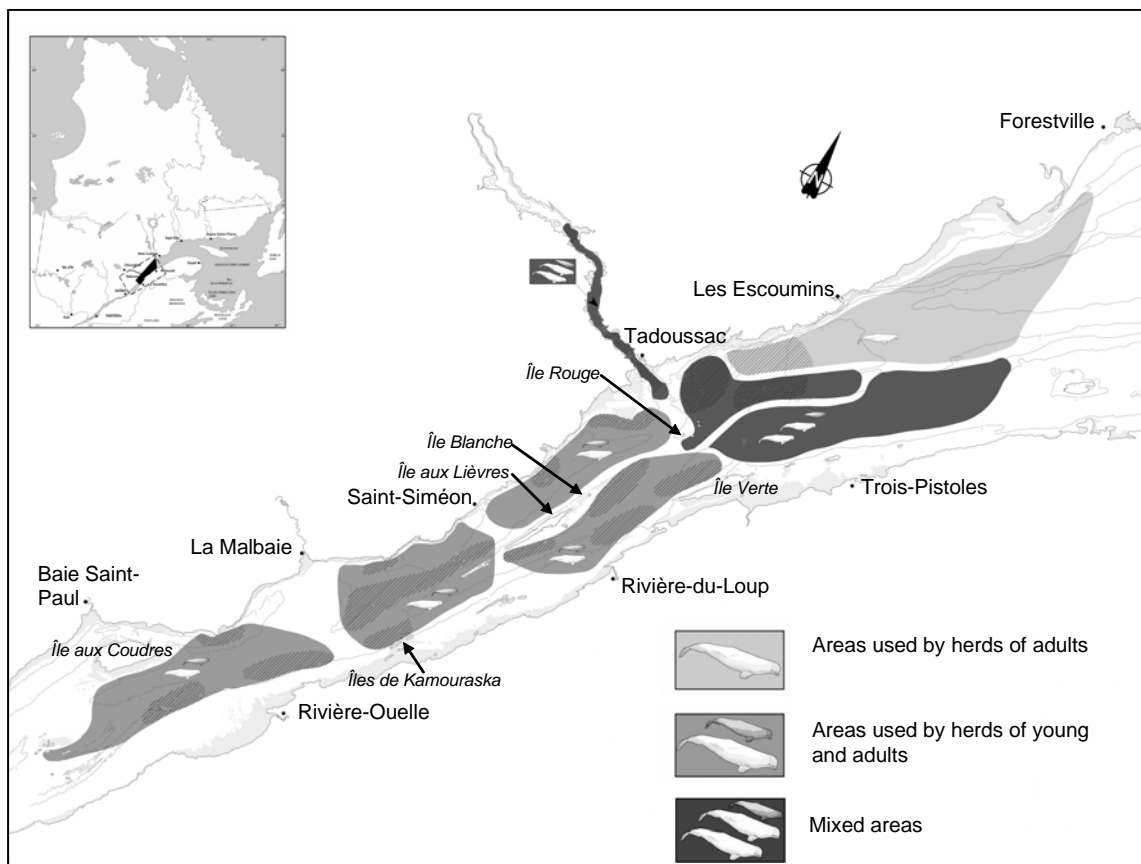 Forestville
Les Escoumins
Tadoussac
Île Rouge
Île Blanche
Île aux Lièvres
Saint-Siméon
Île Verte
Trois-Pistoles
La Malbaie
Rivière-du-Loup
Baie Saint-
Paul
Île aux Coudres
Îles de Kamouraska
Rivière-Ouelle
N
Areas used by herds of adults
Areas used by herds of young
and adults
Mixed areas